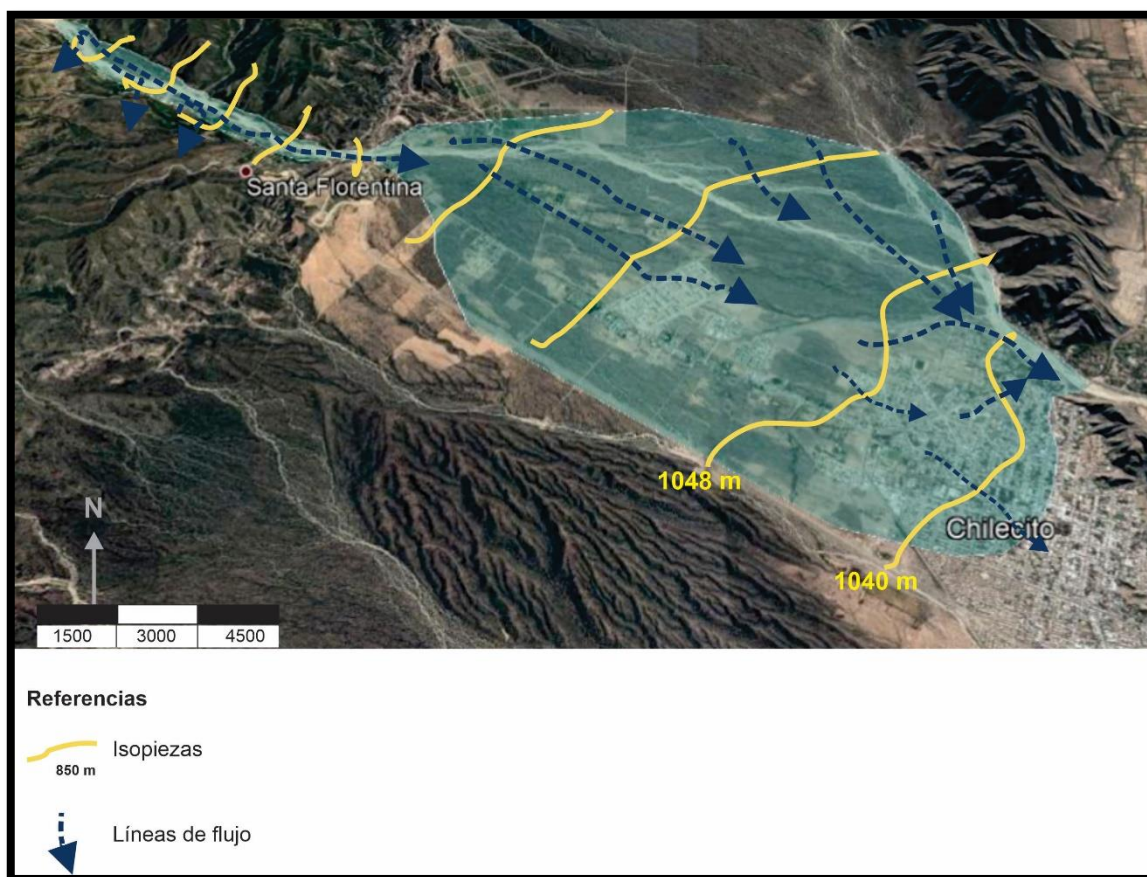 Santa Florentina
1048 m
Chilecito
1040 m
N
1500 3000 4500
Referencias
Isopiezas
850 m
Líneas de flujo